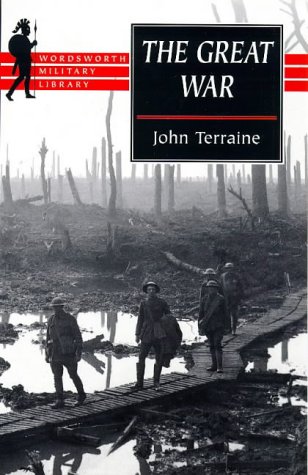 WORDSWORTH
MILITARY
LIBRARY
THE GREAT
WAR
John Terraine